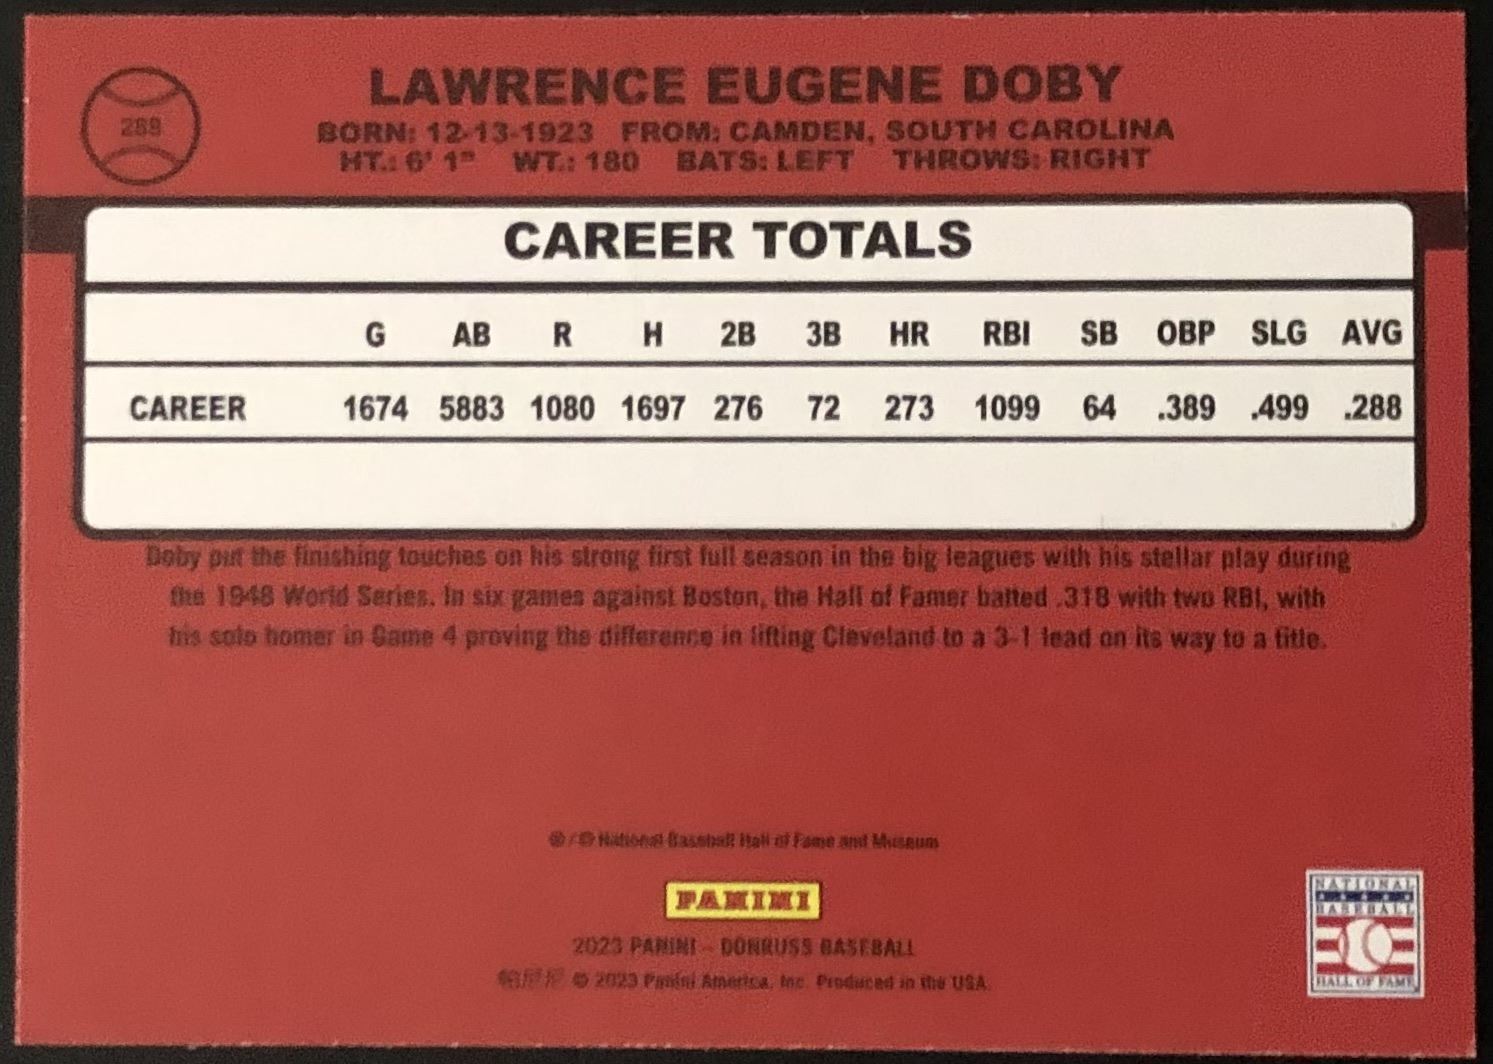 LAWRENCE EUGENE DOBY
BORN: 12-13-1923 FROM: CAMDEN, SOUTH CAROLINA
HT.: 6' 1" WT.: 180 BATS: LEFT THROWS: RIGHT
CAREER TOTALS
G AB R H 2B 3B HR RBI SB OBP SLG AVG
CAREER 1674 5883 1080 1697 276 72 273 1099 64 .389 .499 .288
Doby put the finishing touches on his strong first full season in the big leagues with his stellar play during
the 1948 World Series. In six games against Boston, the Hall of Famer batted .318 with two RBI, with
his solo homer in Game 4 proving the difference in lifting Cleveland to a 3-1 lead on its way to a title.
® / © National Baseball Hall of Fame and Museum
PANINI
2023 PANINI – DONRUSS BASEBALL
© 2023 Panini America, Inc. Produced in the USA.
NATIONAL
BASEBALL
HALL OF FAME